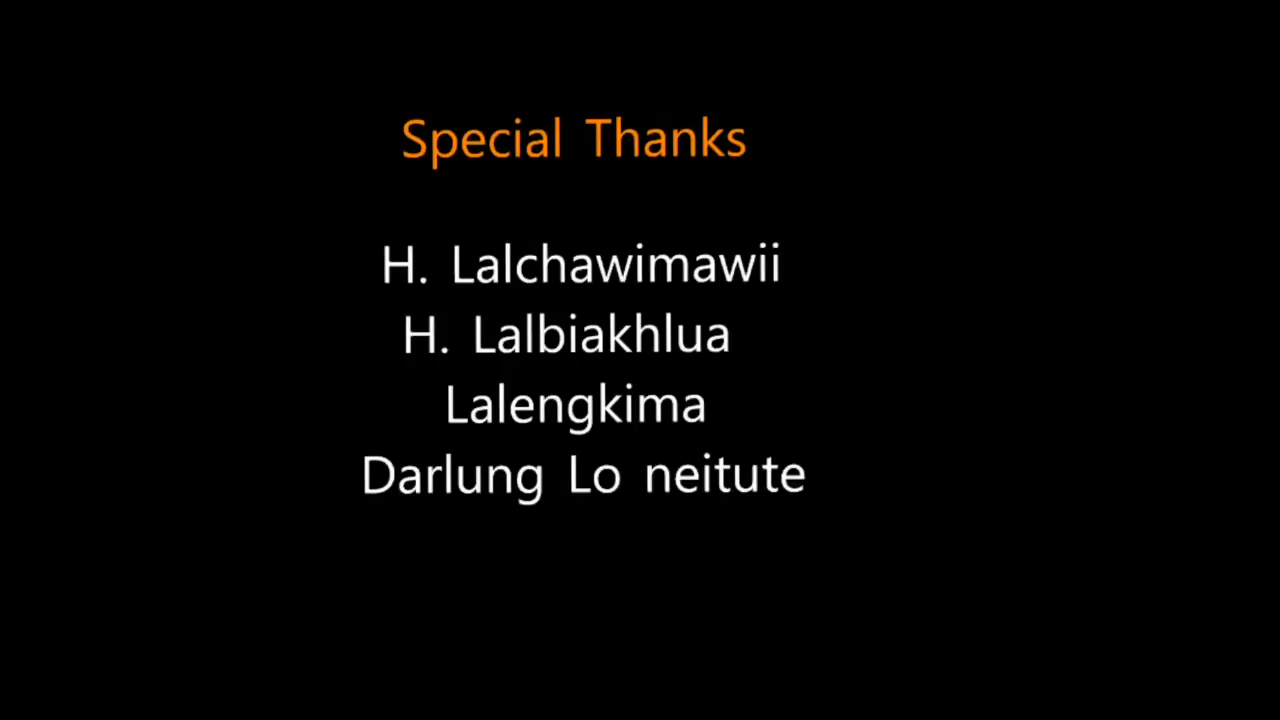 Special Thanks
H. Lalchawimawii
H. Lalbiakhlua
Lalengkima
Darlung Lo neitute